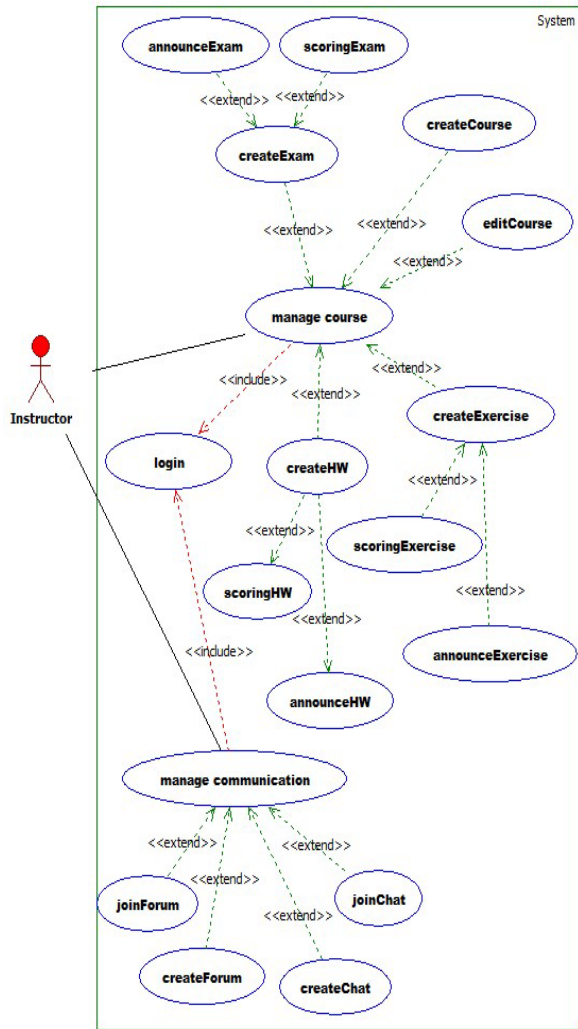 System
announceExam
scoringExam
<<extend>>
<<extend>>
createExam
createCourse
<<extend>>
<<extend>>
editCourse
<<extend>>
manage course
<<include>>
<<extend>>
<<extend>>
Instructor
createExercise
login
createHW
<<extend>>
<<extend>>
scoringExercise
scoringHW
<<extend>>
<<extend>>
<<include>>
announceExercise
announceHW
manage communication
<<extend>>
<<extend>>
<<extend>>
joinForum
joinChat
<<extend>>
createForum
createChat